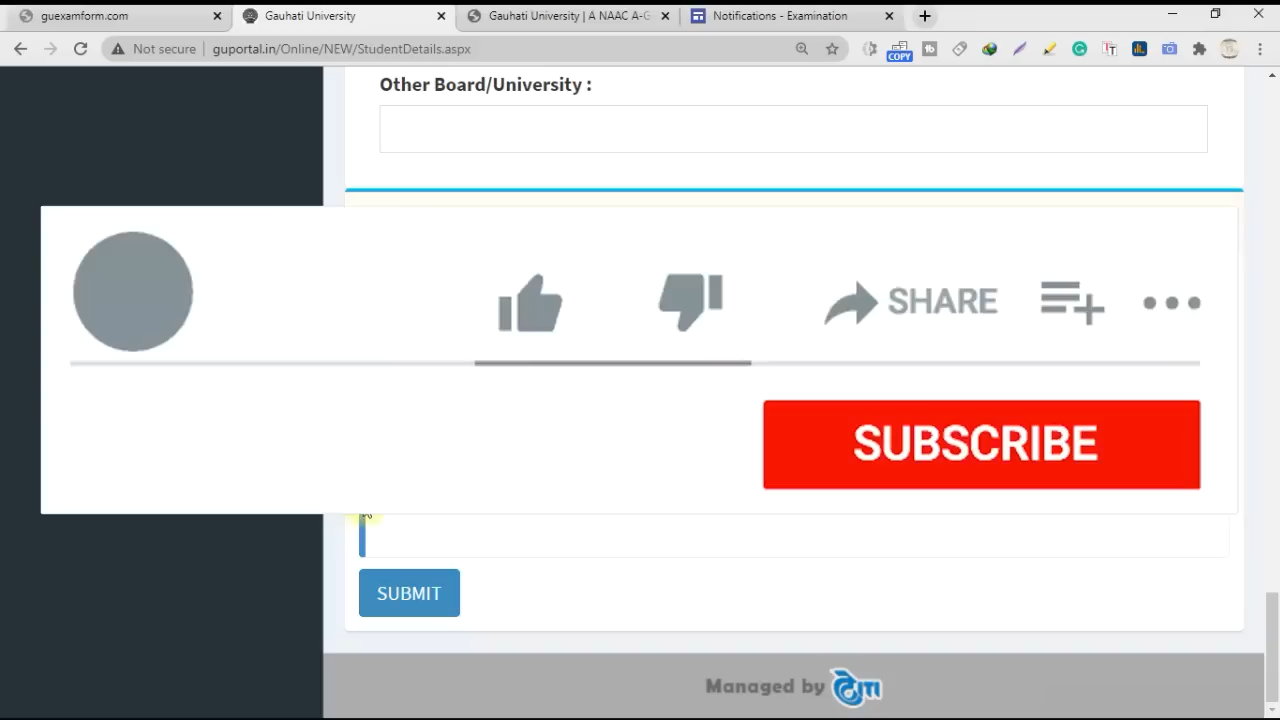 guexamform.com
Gauhati University
Gauhati University | A NAAC A-G
Notifications - Examination
Not secure
guportal.in/Online/NEW/StudentDetails.aspx
COPY
Other Board/University :
SHARE
SUBSCRIBE
SUBMIT
Managed by